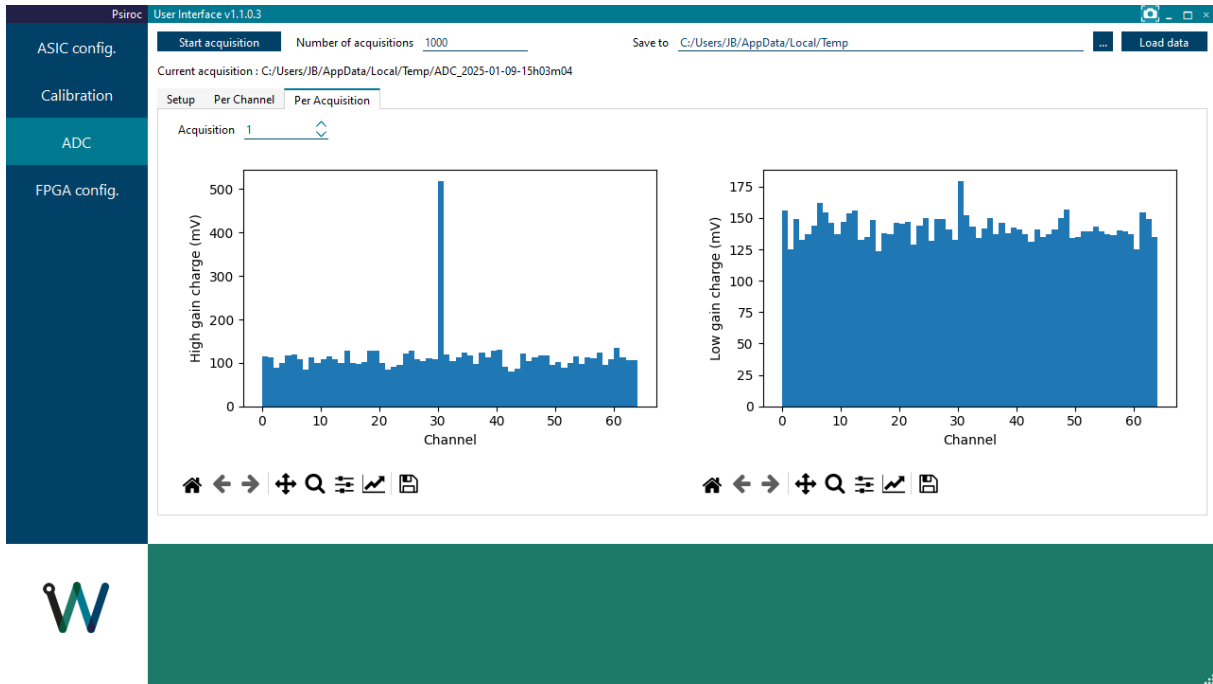 Psiroc User Interface v1.1.0.3
ASIC config.
Calibration
ADC
FPGA config.
Start acquisition Number of acquisitions 1000 Save to C:/Users/JB/AppData/Local/Temp ... Load data
Current acquisition : C:/Users/JB/AppData/Local/Temp/ADC_2025-01-09-15h03m04
Setup Per Channel Per Acquisition
Acquisition 1
High gain charge (mV)
500
400
300
200
100
0
0 10 20 30 40 50 60
Channel
Low gain charge (mV)
175
150
125
100
75
50
25
0
0 10 20 30 40 50 60
Channel
W